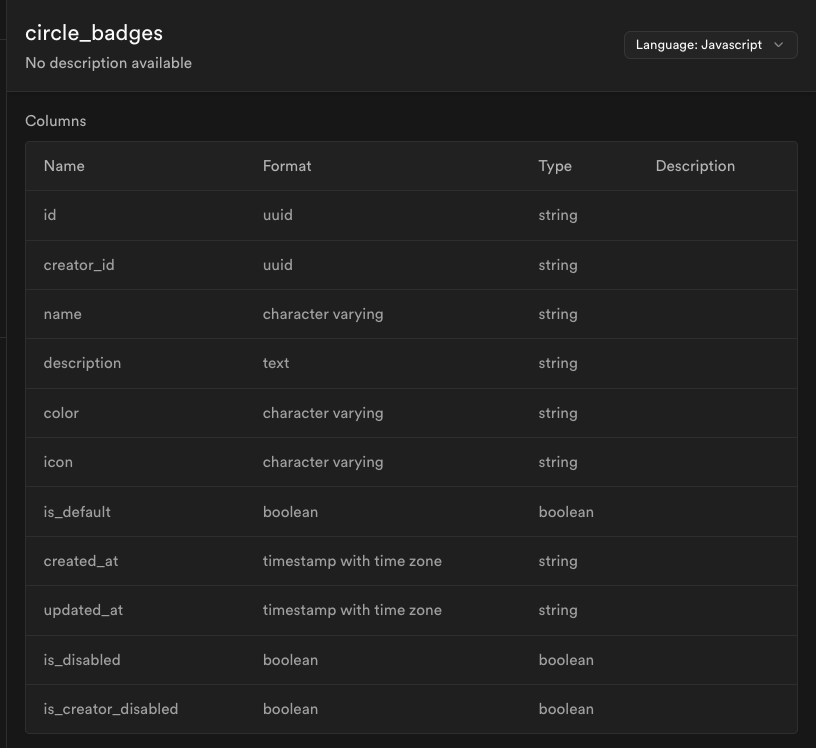 circle_badges
No description available
Language: Javascript
Columns
Name Format Type Description
id uuid string
creator_id uuid string
name character varying string
description text string
color character varying string
icon character varying string
is_default boolean boolean
created_at timestamp with time zone string
updated_at timestamp with time zone string
is_disabled boolean boolean
is_creator_disabled boolean boolean